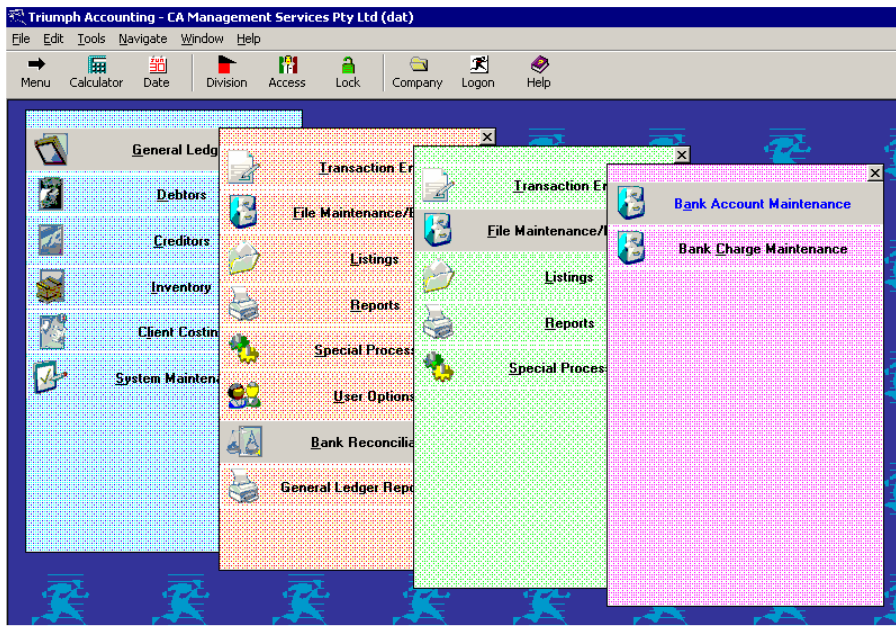 Triumph Accounting - CA Management Services Pty Ltd (dat)
File Edit Tools Navigate Window Help
Menu Calculator Date Division Access Lock Company Logon Help
General Ledg
Debtors
Creditors
Inventory
Client Costin
System Mainten
Transaction Er
File Maintenance/E
Listings
Reports
Special Process
User Options
Bank Reconcilia
General Ledger Repo
Transaction Er
File Maintenance/I
Listings
Reports
Special Proces
Bank Account Maintenance
Bank Charge Maintenance